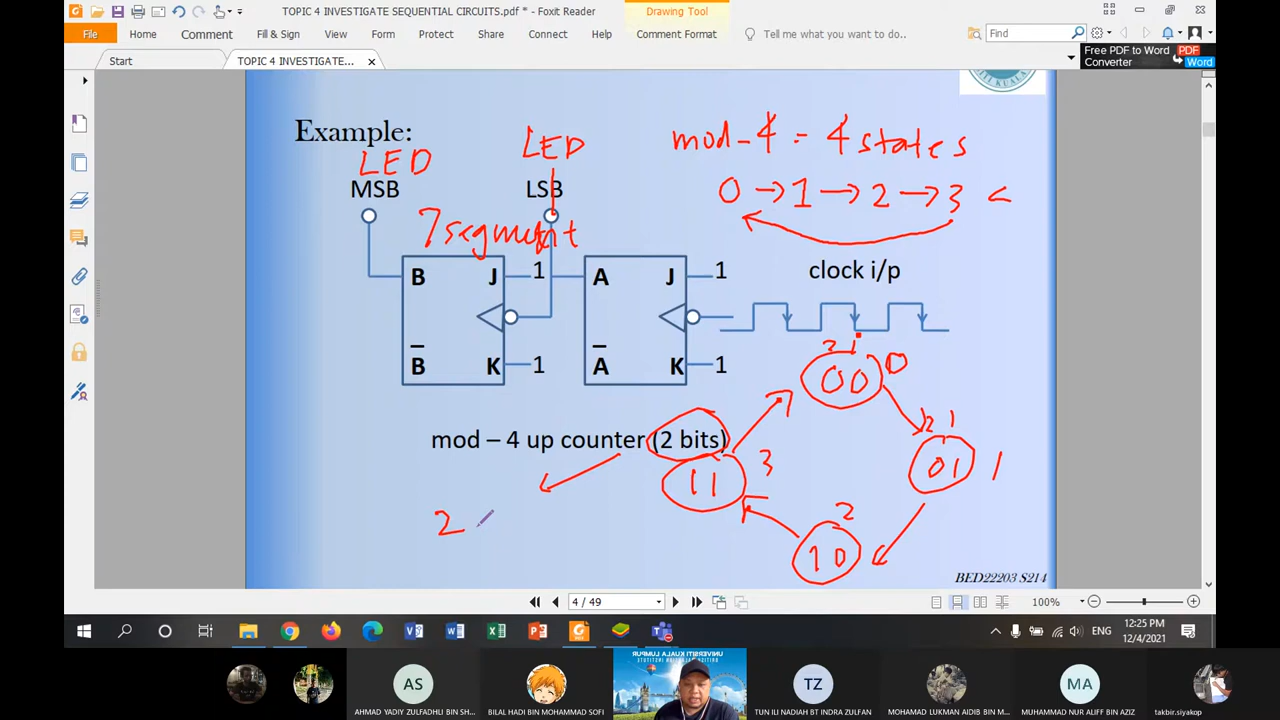 TOPIC 4 INVESTIGATE SEQUENTIAL CIRCUITS.pdf * - Foxit Reader
Drawing Tool
File Home Comment Fill & Sign View Form Protect Share Connect Help Comment Format Tell me what you want to do.. Find
Start TOPIC 4 INVESTIGATE... Free PDF to Word Converter PDF Word
Example:
mod-4 = 4 states
LED LED
MSB LSB
0 → 1 → 2 → 3
7segment
clock i/p
B J 1 A J 1
B K 1 A K 1
2 1
00 0
2 1
01 1
10 2
11 3
mod – 4 up counter (2 bits)
2
BED22203 S214
4 / 49
100%
ENG
12:25 PM
12/4/2021
AS
TZ
MA
AHMAD YADIY ZULFADHLI BIN SH...
BILAL HADI BIN MOHAMMAD SOFI
TUN ILI NADIAH BT INDRA ZULFAN
MOHAMAD LUKMAN AIDIB BIN M...
MUHAMMAD NUR ALIFF BIN AZIZ
takbir.siyakop